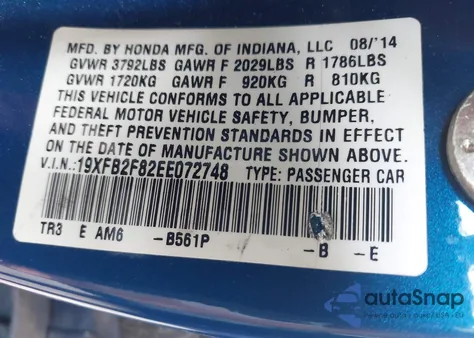 MFD. BY HONDA MFG. OF INDIANA, LLC 08/'14
GVWR 3792LBS GAWR F 2029LBS R 1786LBS
GVWR 1720KG GAWR F 920KG R 810KG
THIS VEHICLE CONFORMS TO ALL APPLICABLE
FEDERAL MOTOR VEHICLE SAFETY, BUMPER,
AND THEFT PREVENTION STANDARDS IN EFFECT
ON THE DATE OF MANUFACTURE SHOWN ABOVE.
V.I.N.:19XFB2F82EE072748 TYPE: PASSENGER CAR
TR3 E AM6 -B561P -B -E
autoSnap